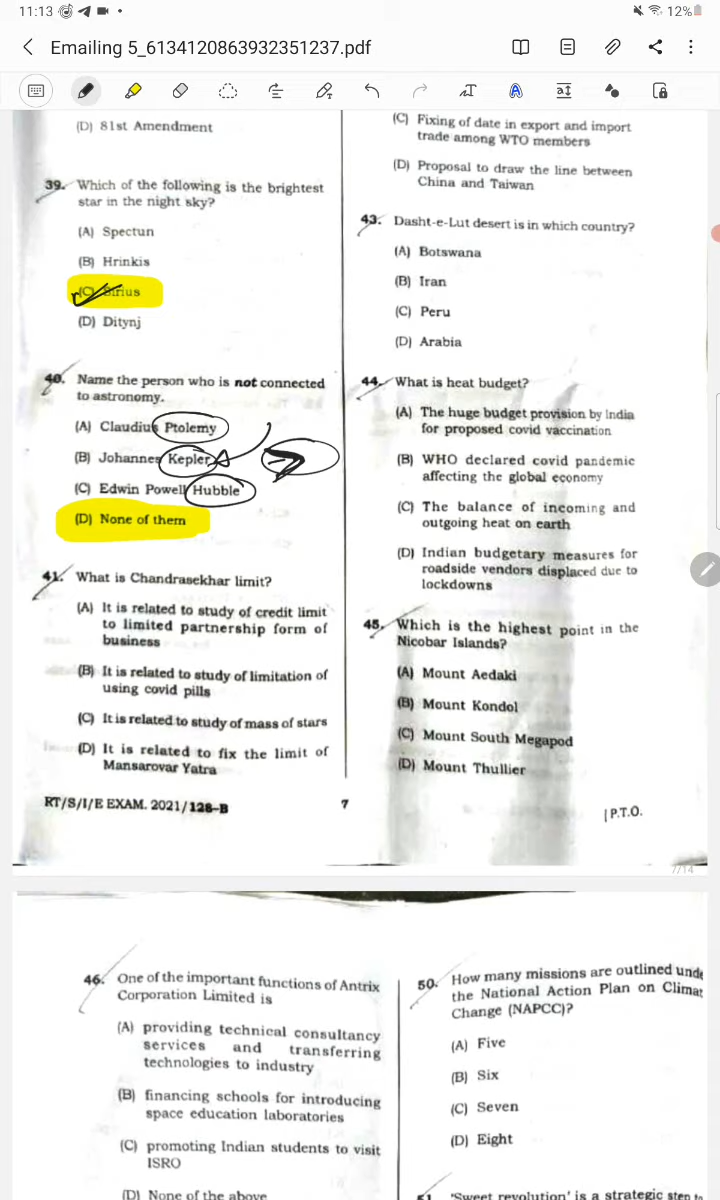 11:13
12%
Emailing 5_6134120863932351237.pdf
(D) 81st Amendment
39. Which of the following is the brightest
star in the night sky?
(A) Spectun
(B) Hrinkis
(C) Sirius
(D) Ditynj
40. Name the person who is not connected
to astronomy.
(A) Claudius Ptolemy
(B) Johannes Kepler
(C) Edwin Powell Hubble
(D) None of them
41. What is Chandrasekhar limit?
(A) It is related to study of credit limit
to limited partnership form of
business
(B) It is related to study of limitation of
using covid pills
(C) It is related to study of mass of stars
(D) It is related to fix the limit of
Mansarovar Yatra
(C) Fixing of date in export and import
trade among WTO members
(D) Proposal to draw the line between
China and Taiwan
43. Dasht-e-Lut desert is in which country?
(A) Botswana
(B) Iran
(C) Peru
(D) Arabia
44. What is heat budget?
(A) The huge budget provision by India
for proposed covid vaccination
(B) WHO declared covid pandemic
affecting the global economy
(C) The balance of incoming and
outgoing heat on earth
(D) Indian budgetary measures for
roadside vendors displaced due to
lockdowns
45. Which is the highest point in the
Nicobar Islands?
(A) Mount Aedaki
(B) Mount Kondol
(C) Mount South Megapod
(D) Mount Thullier
RT/S/I/E EXAM. 2021/128-B
7
[ P.T.O.
7/14
46. One of the important functions of Antrix
Corporation Limited is
(A) providing technical consultancy
services and transferring
technologies to industry
(B) financing schools for introducing
space education laboratories
(C) promoting Indian students to visit
ISRO
(D) None of the above
50. How many missions are outlined unde
the National Action Plan on Climat
Change (NAPCC)?
(A) Five
(B) Six
(C) Seven
(D) Eight
51. 'Sweet revolution' is a strategic step to